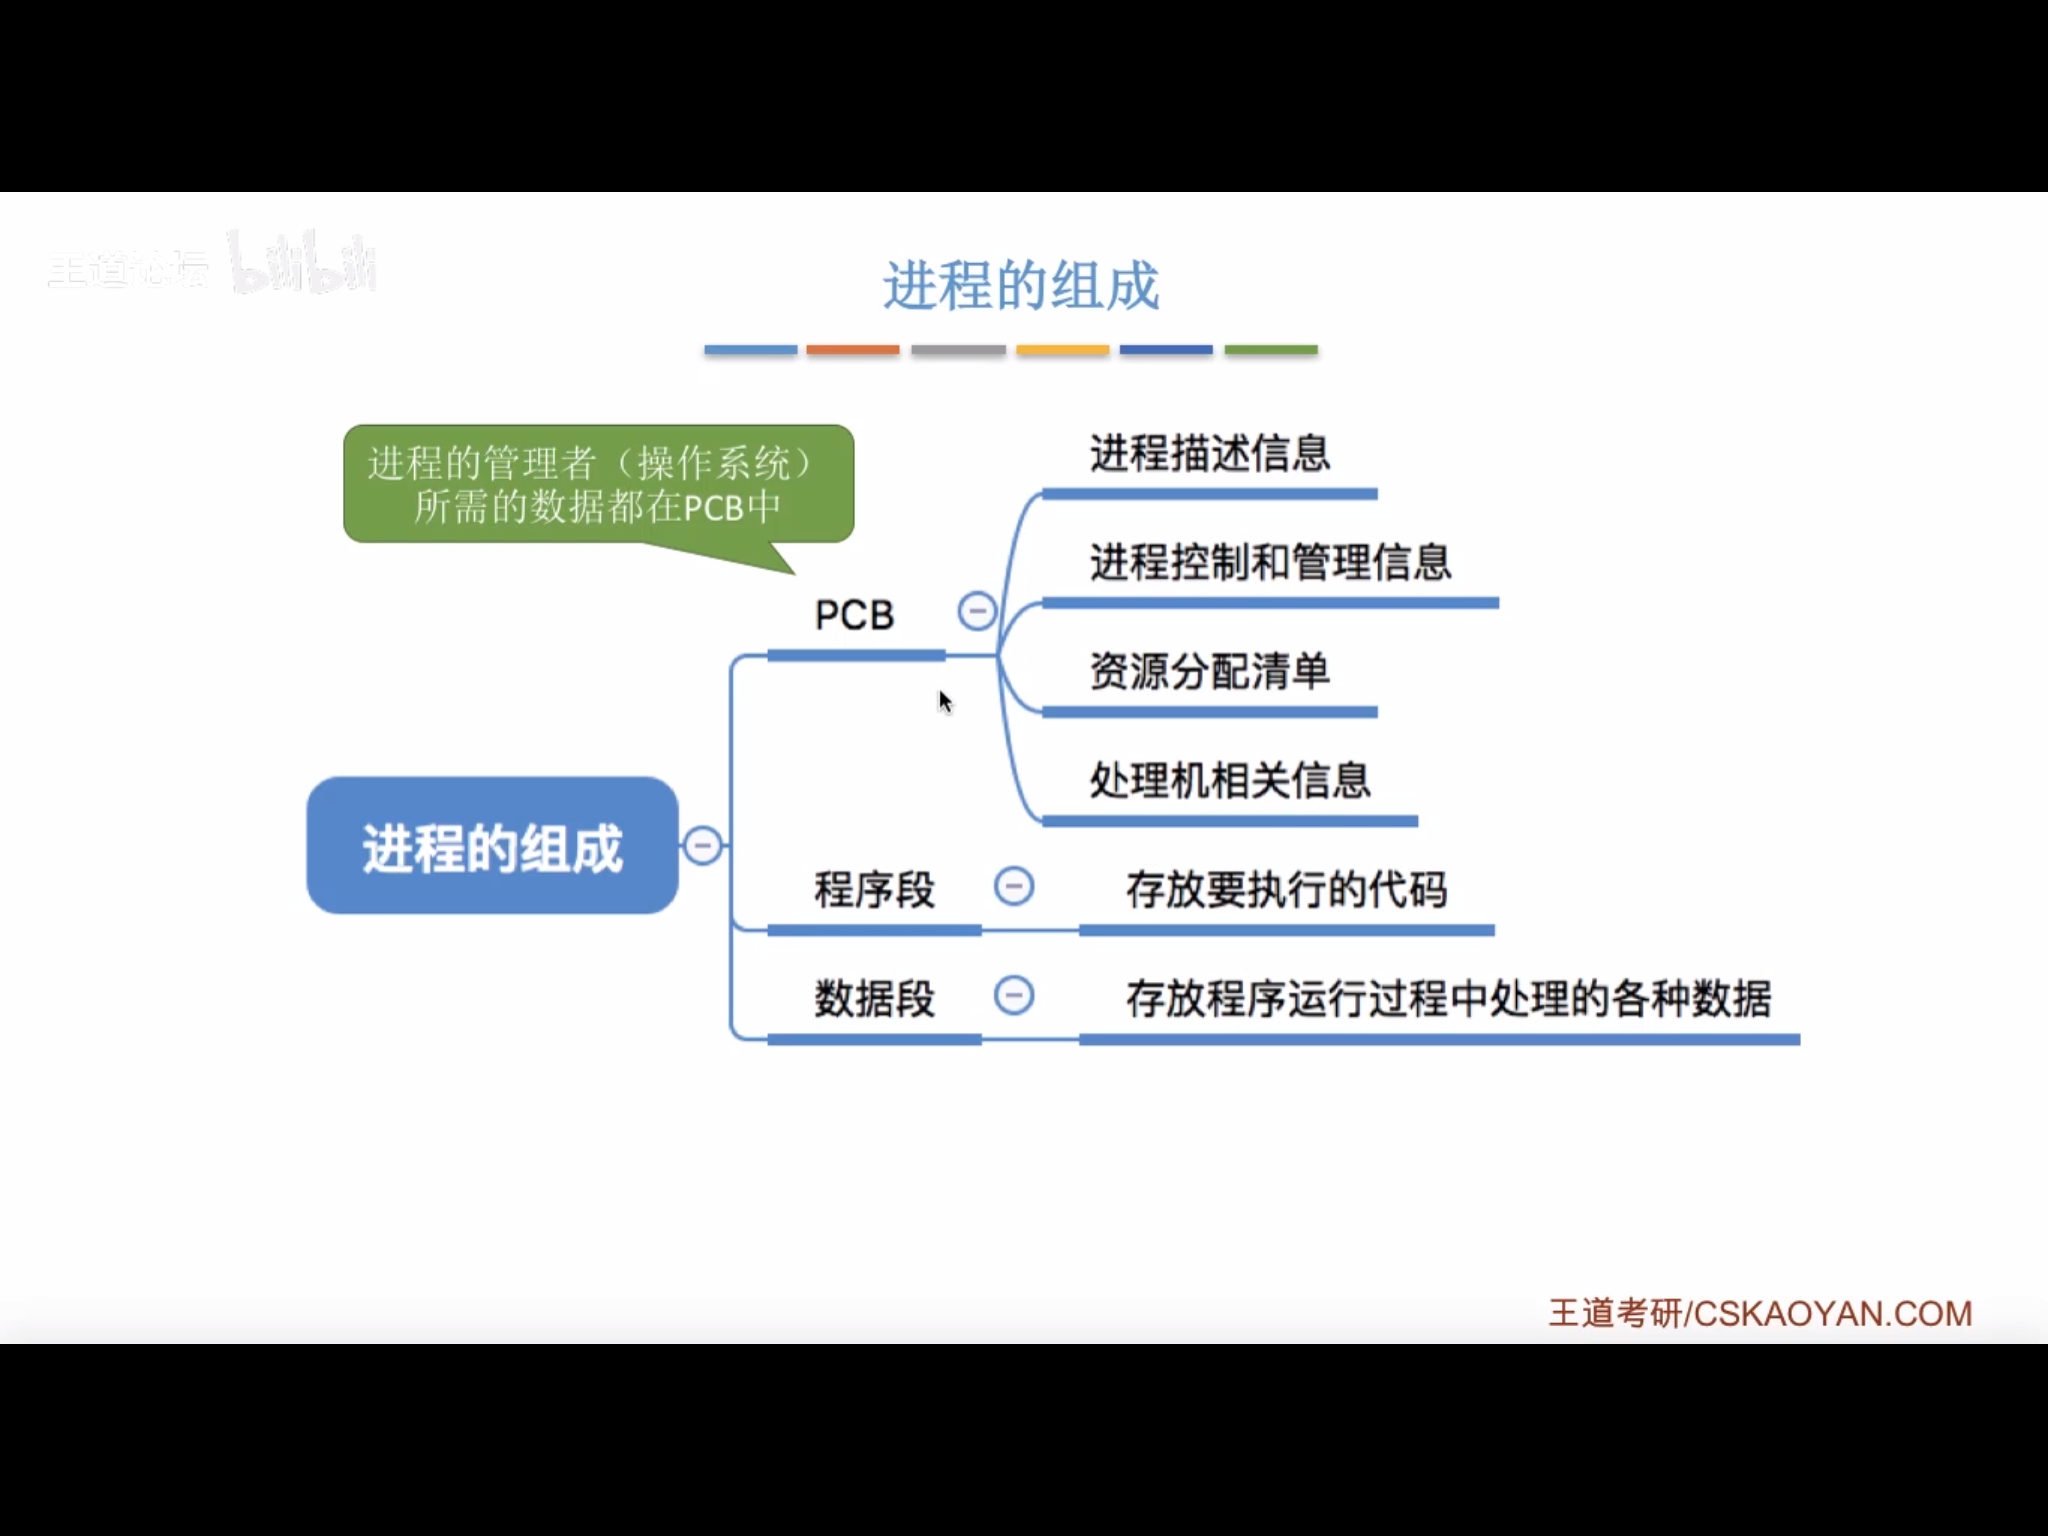 王道论坛 bilibili
进程的组成
进程的管理者（操作系统）
所需的数据都在PCB中
进程的组成
PCB
进程描述信息
进程控制和管理信息
资源分配清单
处理机相关信息
程序段
存放要执行的代码
数据段
存放程序运行过程中处理的各种数据
王道考研/CSKAOYAN.COM